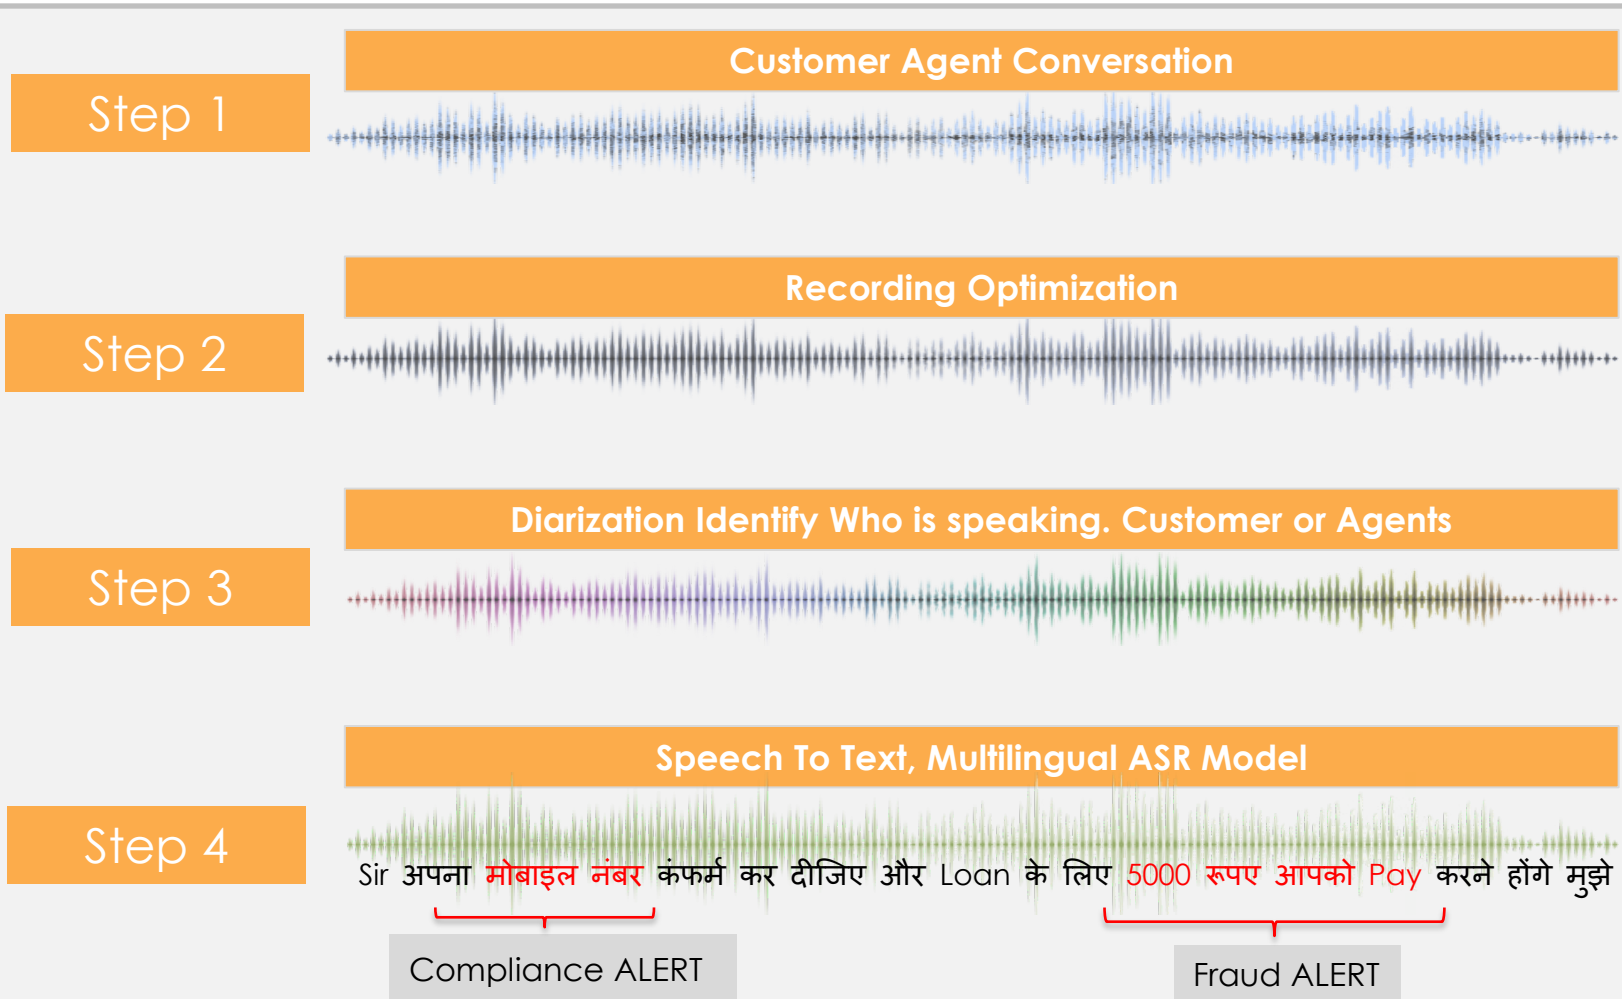 Customer Agent Conversation
Step 1
Recording Optimization
Step 2
Diarization Identify Who is speaking. Customer or Agents
Step 3
Speech To Text, Multilingual ASR Model
Step 4
Sir अपना मोबाइल नंबर कंफर्म कर दीजिए और Loan के लिए 5000 रूपए आपको Pay करने होंगे मुझे
Compliance ALERT
Fraud ALERT